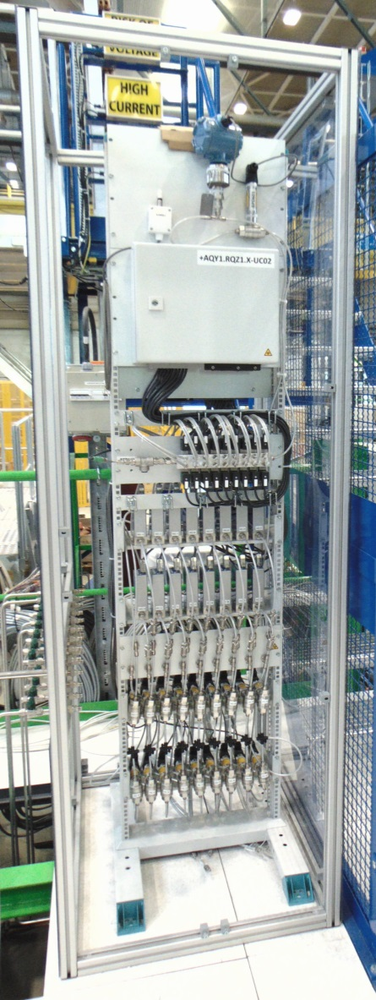 RISK OF
VOLTAGE
HIGH
CURRENT
+AQY1.RQZ1.X-UC02